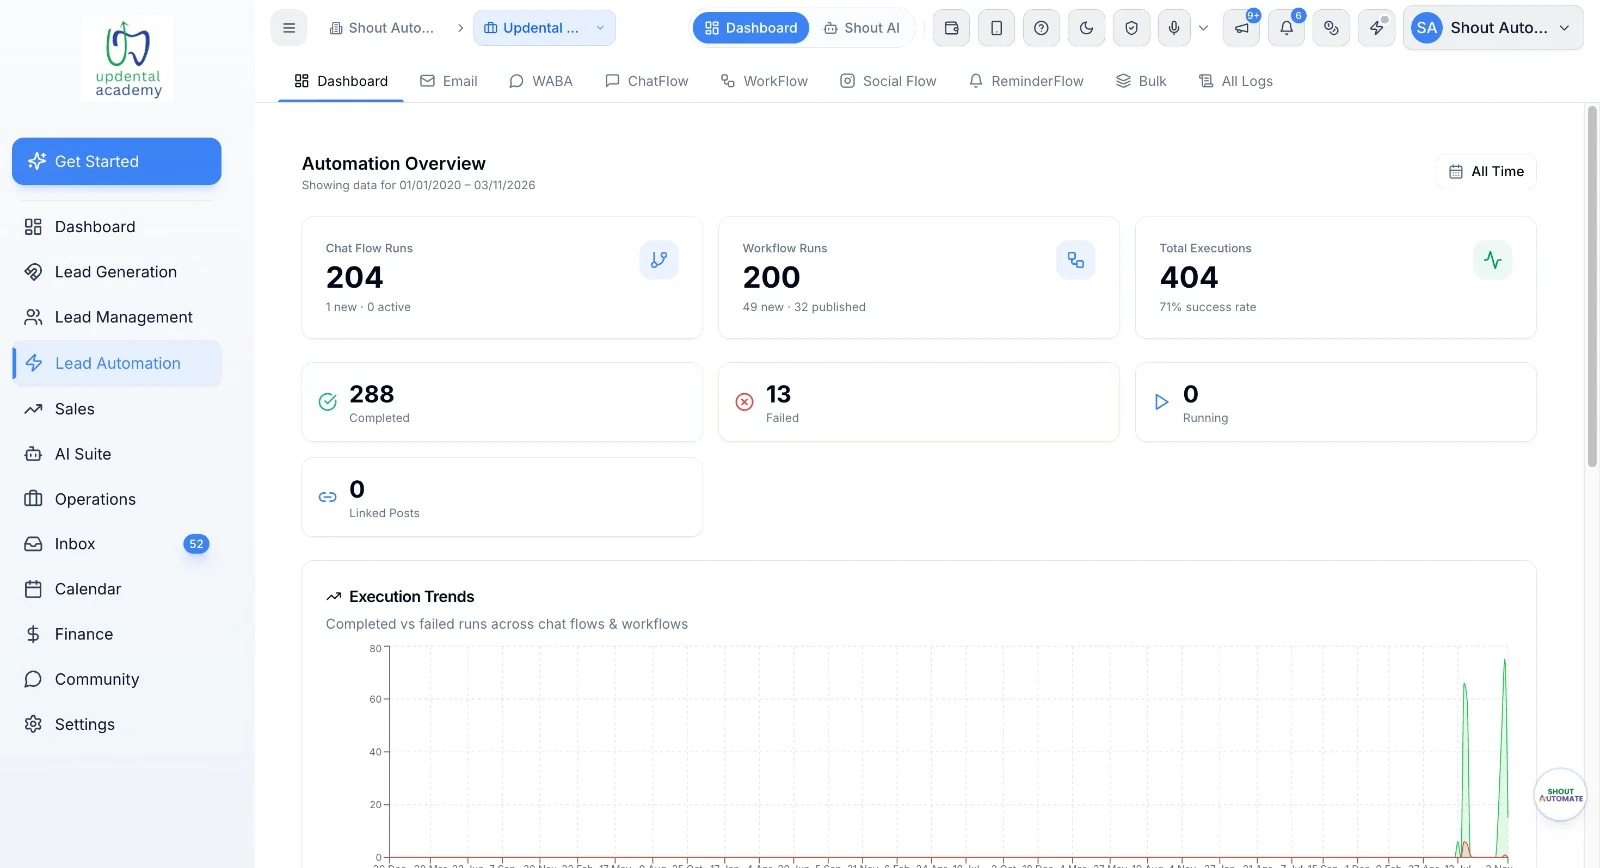 updental
academy
Get Started
Dashboard
Lead Generation
Lead Management
Lead Automation
Sales
AI Suite
Operations
Inbox 52
Calendar
Finance
Community
Settings
Shout Auto... Updental ... Dashboard Shout AI 9+ 6 SA Shout Auto...
Dashboard Email WABA ChatFlow WorkFlow Social Flow ReminderFlow Bulk All Logs
Automation Overview
Showing data for 01/01/2020 – 03/11/2026
All Time
Chat Flow Runs
204
1 new · 0 active
Workflow Runs
200
49 new · 32 published
Total Executions
404
71% success rate
288
Completed
13
Failed
0
Running
0
Linked Posts
Execution Trends
Completed vs failed runs across chat flows & workflows
80
60
40
20
0
SHOUT
AUTOMATE